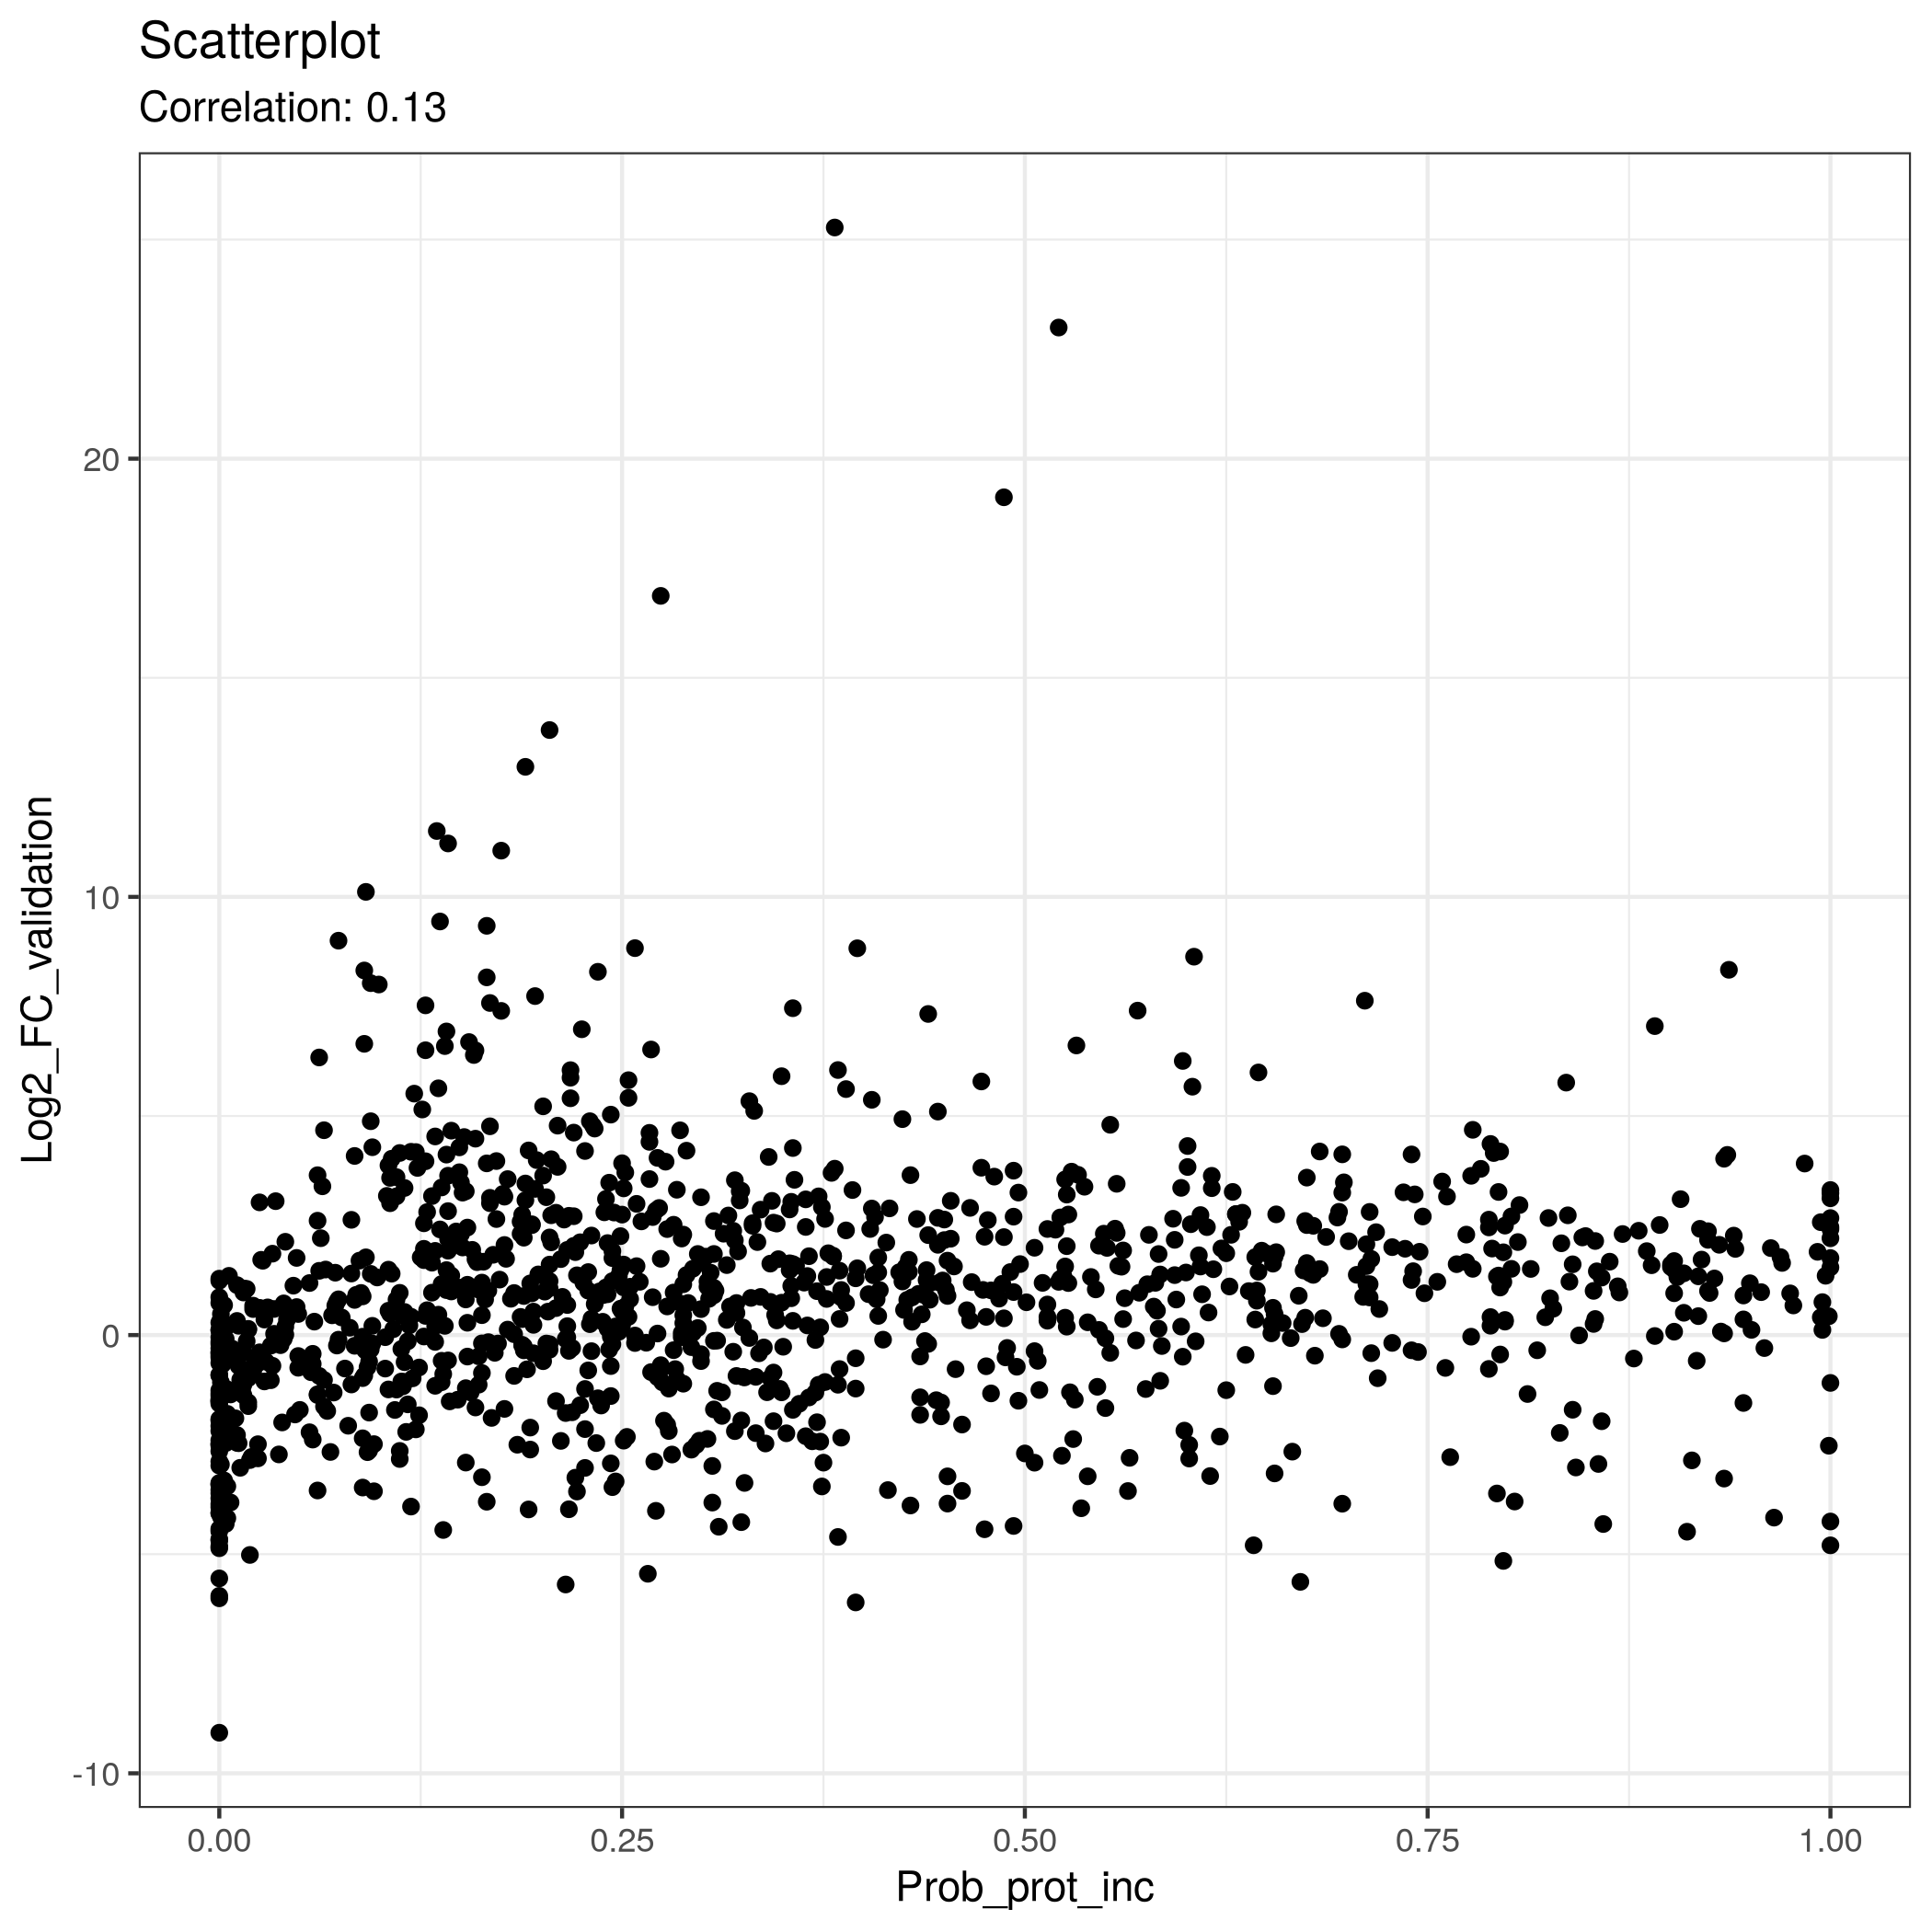 Scatterplot
Correlation: 0.13
Log2_FC_validation
20
10
0
-10
0.00 0.25 0.50 0.75 1.00
Prob_prot_inc